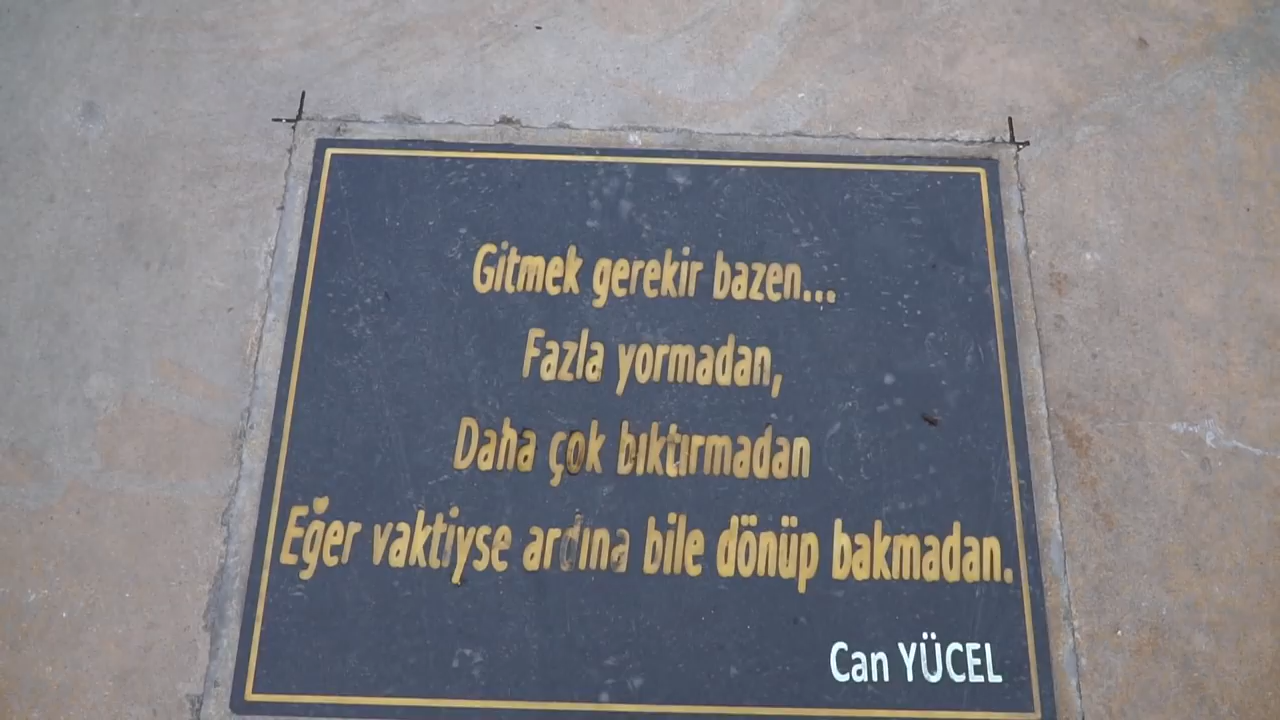 Gitmek gerekir bazen...
Fazla yormadan,
Daha çok bıktırmadan
Eğer vaktiyse ardına bile dönüp bakmadan.
Can YÜCEL